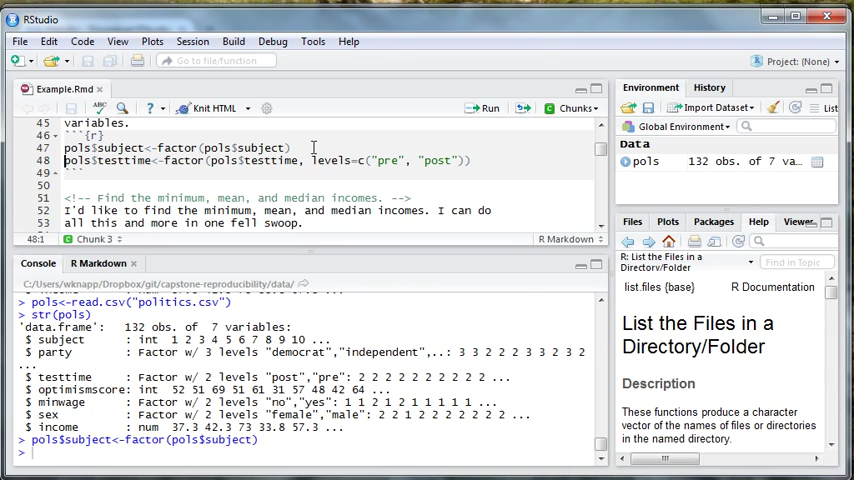 RStudio
File Edit Code View Plots Session Build Debug Tools Help
Go to file/function
Project: (None)
Example.Rmd
ABC
?
Knit HTML
Run
Chunks
45 variables.
46 ```{r}
47 pols$subject<-factor(pols$subject)
48 pols$testtime<-factor(pols$testtime, levels=c("pre", "post"))
49 ```
50
51 <!-- Find the minimum, mean, and median incomes. -->
52 I'd like to find the minimum, mean, and median incomes. I can do
53 all this and more in one fell swoop.
48:1 Chunk 3 R Markdown
Console R Markdown
C:/Users/wknapp/Dropbox/git/capstone-reproducibility/data/
> pols<-read.csv("politics.csv")
> str(pols)
'data.frame': 132 obs. of 7 variables:
$ subject : int 1 2 3 4 5 6 7 8 9 10 ...
$ party : Factor w/ 3 levels "democrat","independent",..: 3 3 2 2 2 3 3 2 3 2
...
$ testtime : Factor w/ 2 levels "post","pre": 2 2 2 2 2 2 2 2 2 2 ...
$ optimismscore: int 52 51 69 51 61 31 57 48 42 64 ...
$ minwage : Factor w/ 2 levels "no","yes": 1 1 2 1 2 1 1 1 1 1 ...
$ sex : Factor w/ 2 levels "female","male": 2 2 1 2 2 2 2 2 2 2 ...
$ income : num 37.3 42.3 73 33.8 57.3 ...
> pols$subject<-factor(pols$subject)
>
Environment History
Import Dataset
List
Global Environment
Data
pols 132 obs. of 7 va…
Files Plots Packages Help Viewer
R: List the Files in a
Directory/Folder
Find in Topic
list.files {base} R Documentation
List the Files in a
Directory/Folder
Description
These functions produce a character
vector of the names of files or directories
in the named directory.